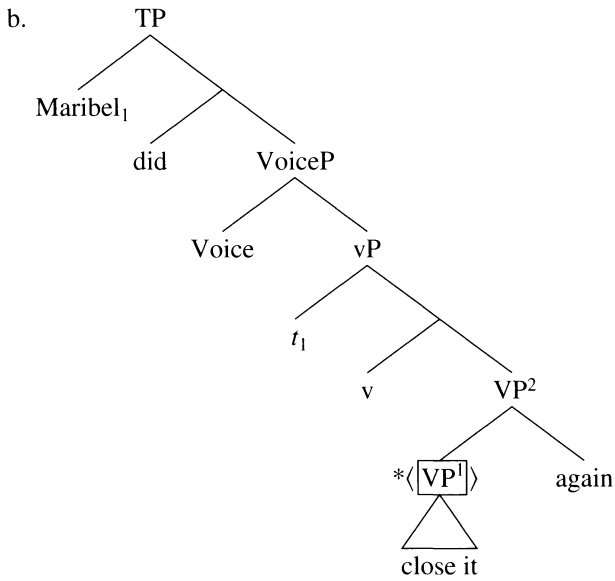 b. TP
Maribel₁
did VoiceP
Voice vP
t₁
v VP²
*⟨ VP¹ ⟩ again
close it